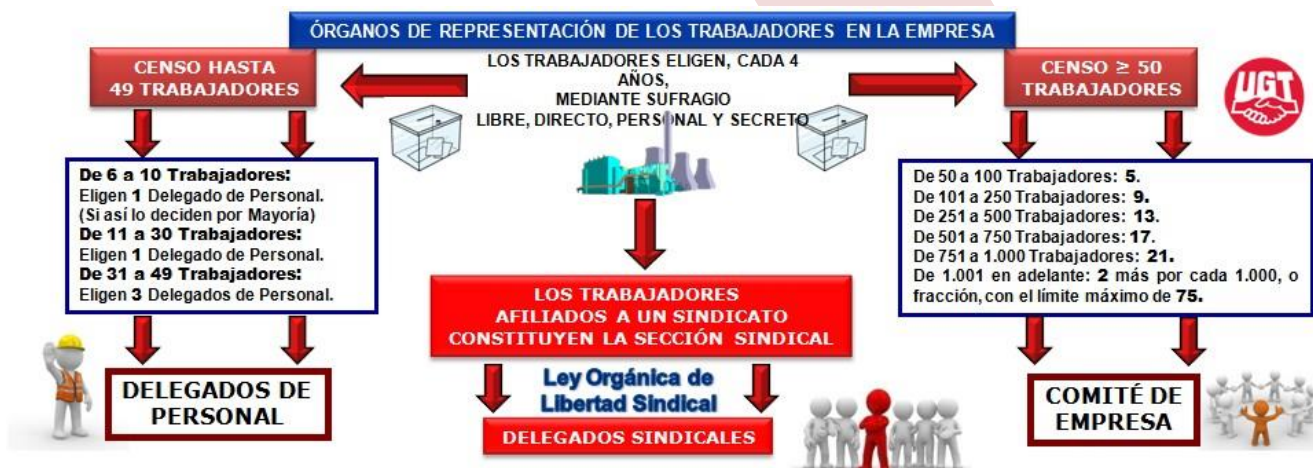 ÓRGANOS DE REPRESENTACIÓN DE LOS TRABAJADORES EN LA EMPRESA
CENSO HASTA
49 TRABAJADORES
LOS TRABAJADORES ELIGEN, CADA 4
AÑOS,
MEDIANTE SUFRAGIO
LIBRE, DIRECTO, PERSONAL Y SECRETO
CENSO ≥ 50
TRABAJADORES
UGT
De 6 a 10 Trabajadores:
Eligen 1 Delegado de Personal.
(Si así lo deciden por Mayoría)
De 11 a 30 Trabajadores:
Eligen 1 Delegado de Personal.
De 31 a 49 Trabajadores:
Eligen 3 Delegados de Personal.
De 50 a 100 Trabajadores: 5.
De 101 a 250 Trabajadores: 9.
De 251 a 500 Trabajadores: 13.
De 501 a 750 Trabajadores: 17.
De 751 a 1.000 Trabajadores: 21.
De 1.001 en adelante: 2 más por cada 1.000, o
fracción, con el límite máximo de 75.
LOS TRABAJADORES
AFILIADOS A UN SINDICATO
CONSTITUYEN LA SECCIÓN SINDICAL
DELEGADOS DE
PERSONAL
Ley Orgánica de
Libertad Sindical
DELEGADOS SINDICALES
COMITÉ DE
EMPRESA